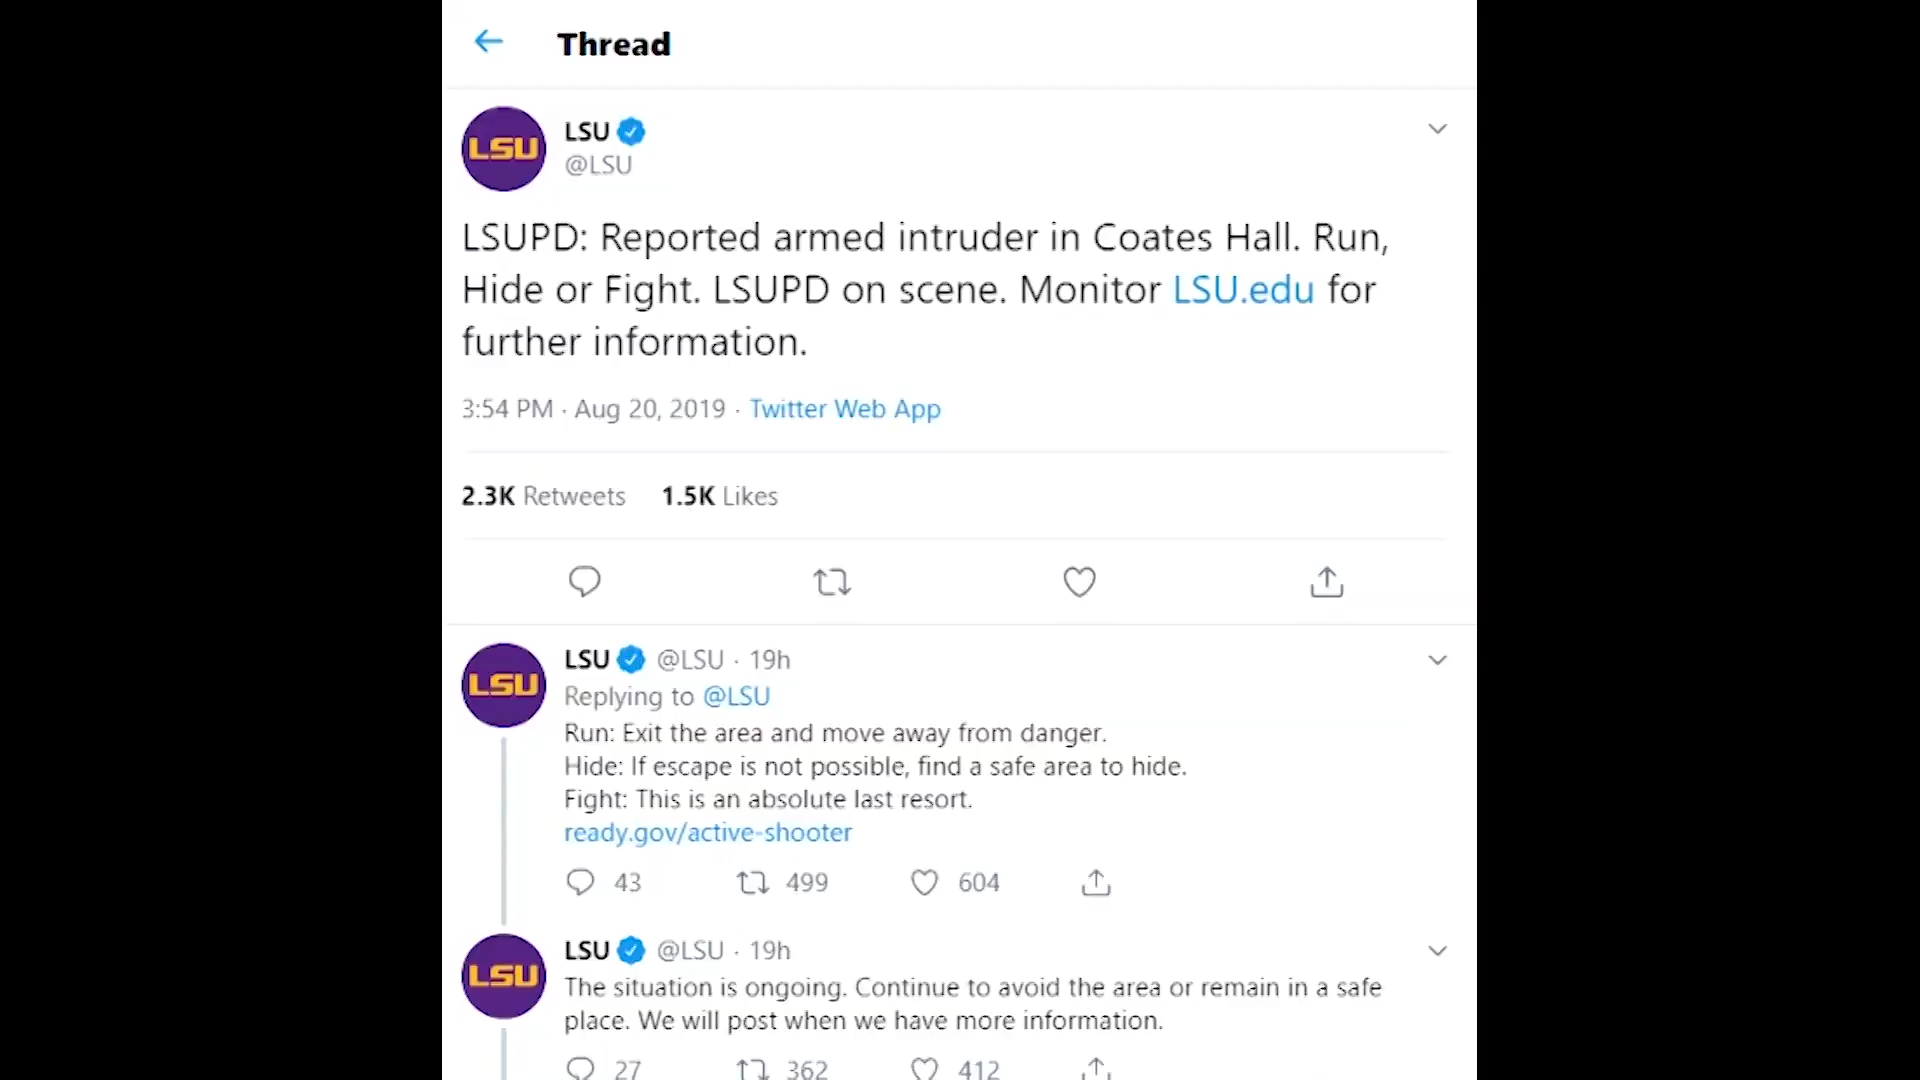 Thread
LSU
LSU
@LSU
LSUPD: Reported armed intruder in Coates Hall. Run,
Hide or Fight. LSUPD on scene. Monitor LSU.edu for
further information.
3:54 PM · Aug 20, 2019 · Twitter Web App
2.3K Retweets 1.5K Likes
LSU
LSU @LSU · 19h
Replying to @LSU
Run: Exit the area and move away from danger.
Hide: If escape is not possible, find a safe area to hide.
Fight: This is an absolute last resort.
ready.gov/active-shooter
43 499 604
LSU
LSU @LSU · 19h
The situation is ongoing. Continue to avoid the area or remain in a safe
place. We will post when we have more information.
27 362 412